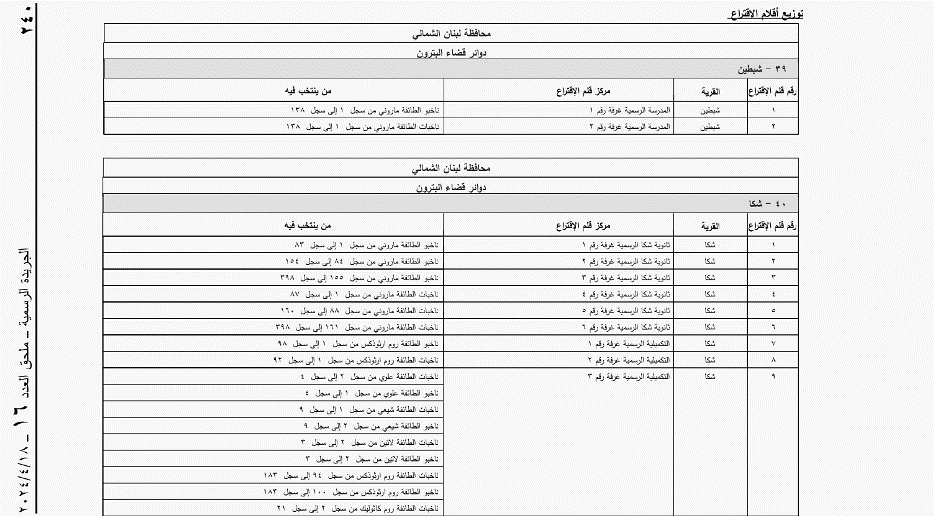 توزيع أقلام الاقتراع
محافظة لبنان الشمالي
دوائر قضاء البترون
٣٩ - شبطين
رقم قلم الإقتراع القرية مركز قلم الإقتراع من ينتخب فيه
١ شبطين المدرسة الرسمية غرفة رقم ١ ناخبو الطائفة ماروني من سجل ١ إلى سجل ١٣٨
٢ شبطين المدرسة الرسمية غرفة رقم ٢ ناخبات الطائفة ماروني من سجل ١ إلى سجل ١٣٨
محافظة لبنان الشمالي
دوائر قضاء البترون
٤٠ - شكا
رقم قلم الإقتراع القرية مركز قلم الإقتراع من ينتخب فيه
١ شكا ثانوية شكا الرسمية غرفة رقم ١ ناخبو الطائفة ماروني من سجل ١ إلى سجل ٨٣
٢ شكا ثانوية شكا الرسمية غرفة رقم ٢ ناخبو الطائفة ماروني من سجل ٨٤ إلى سجل ١٥٤
٣ شكا ثانوية شكا الرسمية غرفة رقم ٣ ناخبو الطائفة ماروني من سجل ١٥٥ إلى سجل ٣٩٨
٤ شكا ثانوية شكا الرسمية غرفة رقم ٤ ناخبات الطائفة ماروني من سجل ١ إلى سجل ٨٧
٥ شكا ثانوية شكا الرسمية غرفة رقم ٥ ناخبات الطائفة ماروني من سجل ٨٨ إلى سجل ١٦٠
٦ شكا ثانوية شكا الرسمية غرفة رقم ٦ ناخبات الطائفة ماروني من سجل ١٦١ إلى سجل ٣٩٨
٧ شكا التكميلية الرسمية غرفة رقم ١ ناخبو الطائفة روم ارثوذكس من سجل ١ إلى سجل ٩٨
٨ شكا التكميلية الرسمية غرفة رقم ٢ ناخبات الطائفة روم ارثوذكس من سجل ١ إلى سجل ٩٢
٩ شكا التكميلية الرسمية غرفة رقم ٣ ناخبات الطائفة علوي من سجل ٢ إلى سجل ٤
ناخبو الطائفة علوي من سجل ١ إلى سجل ٤
ناخبات الطائفة شيعي من سجل ١ إلى سجل ٩
ناخبو الطائفة شيعي من سجل ٢ إلى سجل ٩
ناخبات الطائفة لاتين من سجل ٢ إلى سجل ٣
ناخبو الطائفة لاتين من سجل ٢ إلى سجل ٣
ناخبات الطائفة روم ارثوذكس من سجل ٩٤ إلى سجل ١٨٣
ناخبو الطائفة روم ارثوذكس من سجل ١٠٠ إلى سجل ١٨٣
ناخبات الطائفة روم كاثوليك من سجل ٢ إلى سجل ٢١
٢٤٠
الجريدة الرسمية - ملحق العدد ١٦ - ٢٠٢٤/٤/١٨